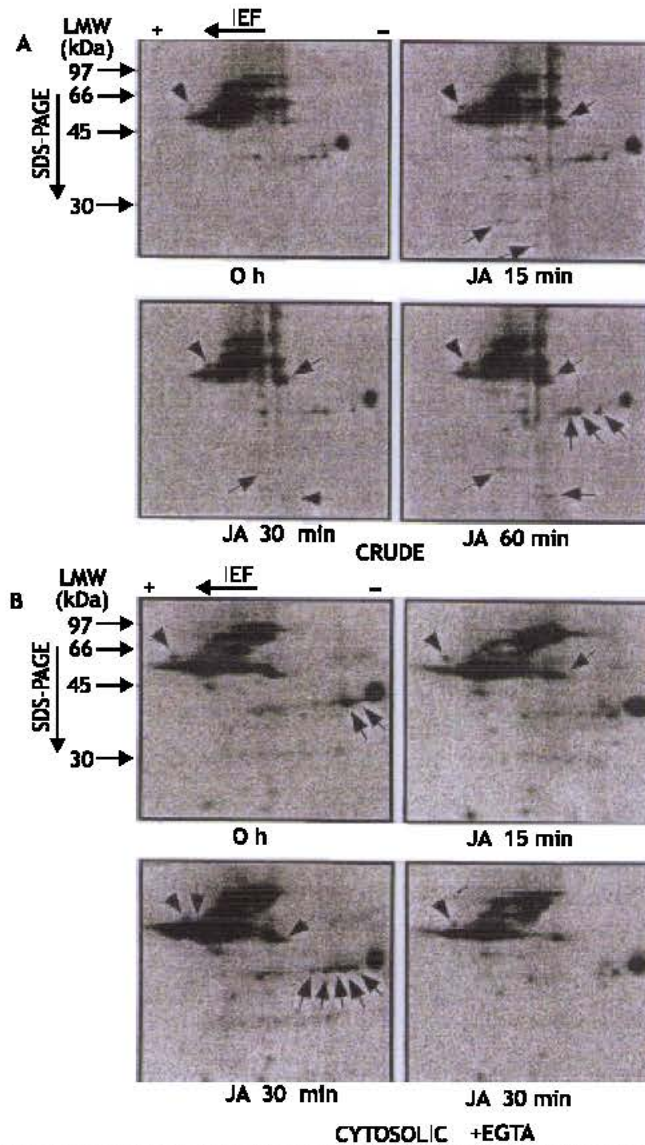 A LMW (kDa) + IEF −
97
66
45
30
SDS-PAGE
O h JA 15 min
JA 30 min JA 60 min
CRUDE
B LMW (kDa) + IEF −
97
66
45
30
SDS-PAGE
O h JA 15 min
JA 30 min JA 30 min
CYTOSOLIC +EGTA